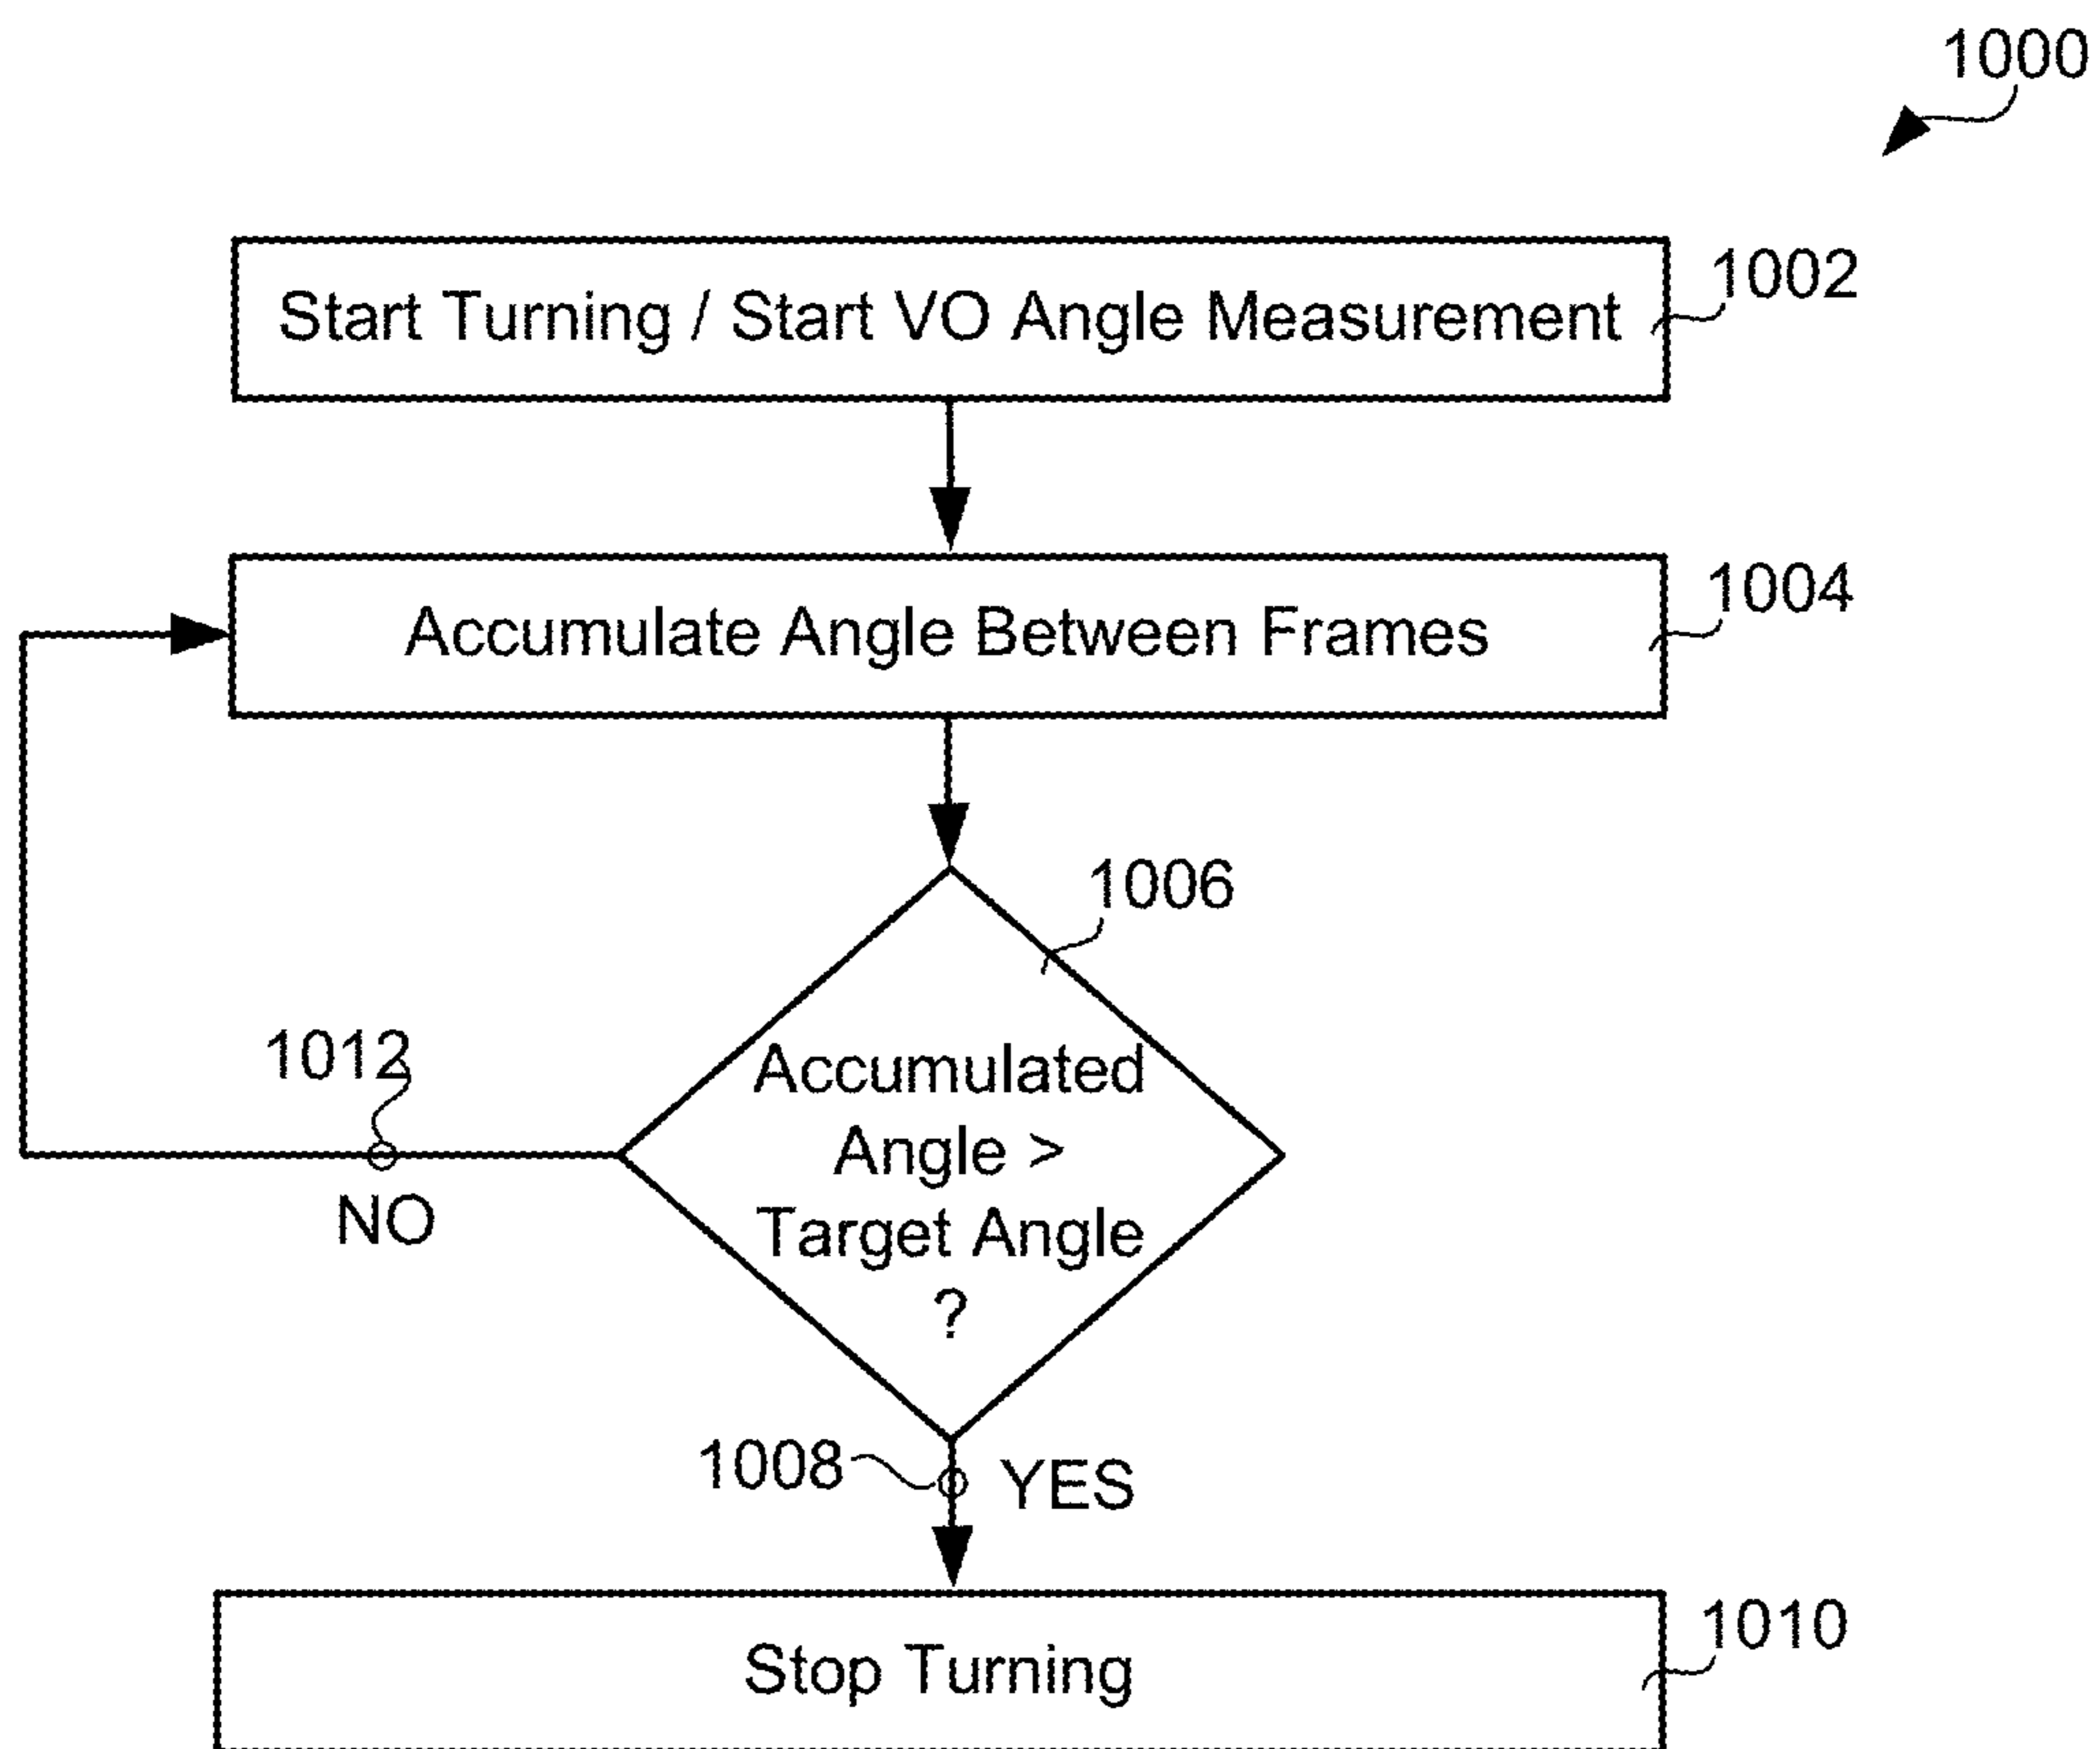 1000
Start Turning / Start VO Angle Measurement
1002
Accumulate Angle Between Frames
1004
1006
Accumulated
Angle >
Target Angle
?
1012
NO
1008
YES
Stop Turning
1010